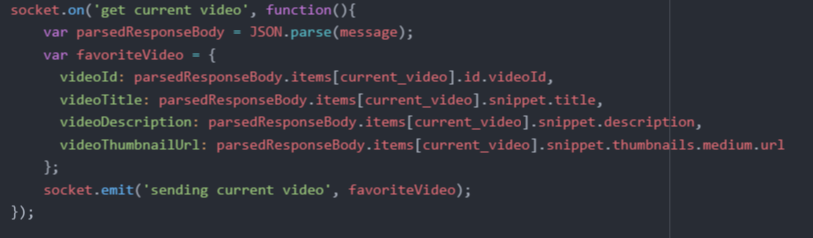 socket.on('get current video', function(){
var parsedResponseBody = JSON.parse(message);
var favoriteVideo = {
videoId: parsedResponseBody.items[current_video].id.videoId,
videoTitle: parsedResponseBody.items[current_video].snippet.title,
videoDescription: parsedResponseBody.items[current_video].snippet.description,
videoThumbnailUrl: parsedResponseBody.items[current_video].snippet.thumbnails.medium.url
};
socket.emit('sending current video', favoriteVideo);
});